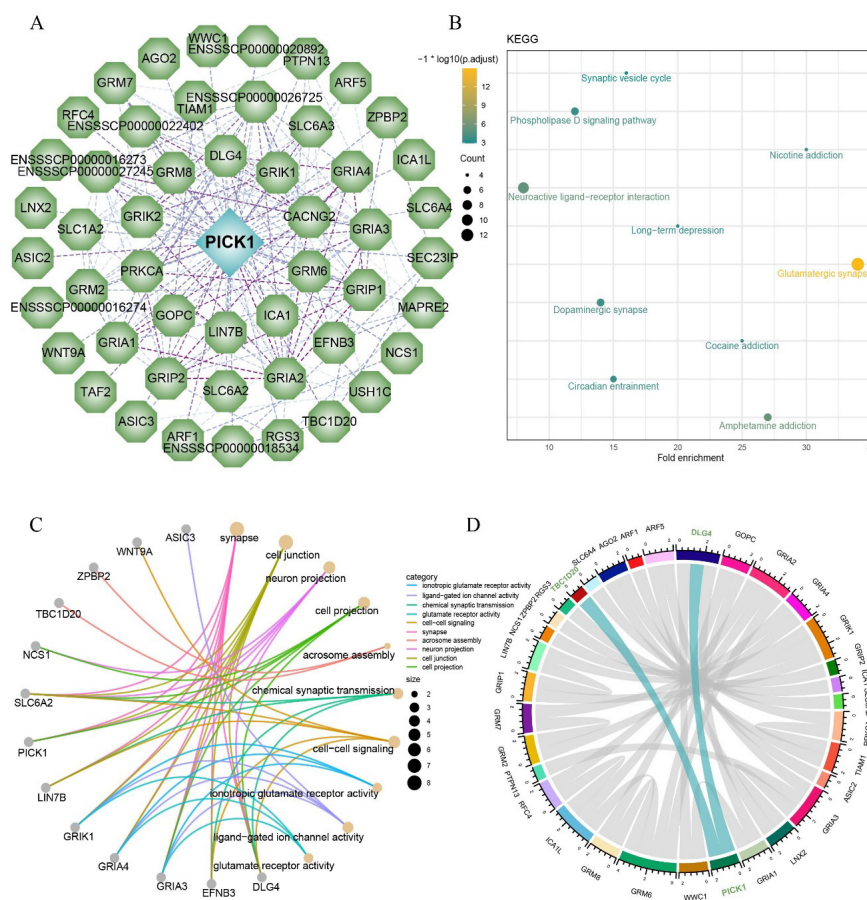 A
WWC1
ENSSSCP00000020892
AGO2
PTPN13
GRM7
ARF5
ENSSSCP00000026725
TIAM1
RFC4
ENSSSCP00000022402
SLC6A3
ZPBP2
DLG4
ENSSSCP00000016273
ENSSSCP00000027245
GRM8
GRIK1
GRIA4
ICA1L
LNX2
SLC1A2
GRIK2
CACNG2
SLC6A4
GRIA3
PICK1
ASIC2
SEC23IP
PRKCA
GRM6
GRM2
GRIP1
ENSSSCP00000016274
MAPRE2
GOPC
ICA1
LIN7B
GRIA1
EFNB3
NCS1
WNT9A
GRIP2
GRIA2
TAF2
SLC6A2
USH1C
ASIC3
TBC1D20
ARF1
RGS3
ENSSSCP00000018534
B
KEGG
−1 * log10(p.adjust)
12
9
6
3
Count
4
6
8
10
12
Synaptic vesicle cycle
Phospholipase D signaling pathway
Nicotine addiction
Neuroactive ligand−receptor interaction
Long−term depression
Glutamatergic synaps
Dopaminergic synapse
Cocaine addiction
Circadian entrainment
Amphetamine addiction
10 15 20 25 30
Fold enrichment
C
ASIC3
WNT9A
ZPBP2
TBC1D20
NCS1
SLC6A2
PICK1
LIN7B
GRIK1
GRIA4
GRIA3
EFNB3
DLG4
synapse
cell junction
neuron projection
cell projection
acrosome assembly
chemical synaptic transmission
cell−cell signaling
ionotropic glutamate receptor activity
ligand−gated ion channel activity
glutamate receptor activity
category
ionotropic glutamate receptor activity
ligand−gated ion channel activity
chemical synaptic transmission
glutamate receptor activity
cell−cell signaling
synapse
acrosome assembly
neuron projection
cell junction
cell projection
size
2
3
4
5
6
7
8
D
DLG4
GOPC
GRIA2
GRIA4
GRIK1
GRIP2
ICA1
TIAM1
ASIC2
GRIA3
LNX2
GRIA1
PICK1
WWC1
GRM6
GRM8
ICA1L
RFC4
PTPN13
GRM2
GRM7
GRIP1
LIN7B
NCS1
ZPBP2
RGS3
TBC1D20
SLC6A4
AGO2
ARF1
ARF5